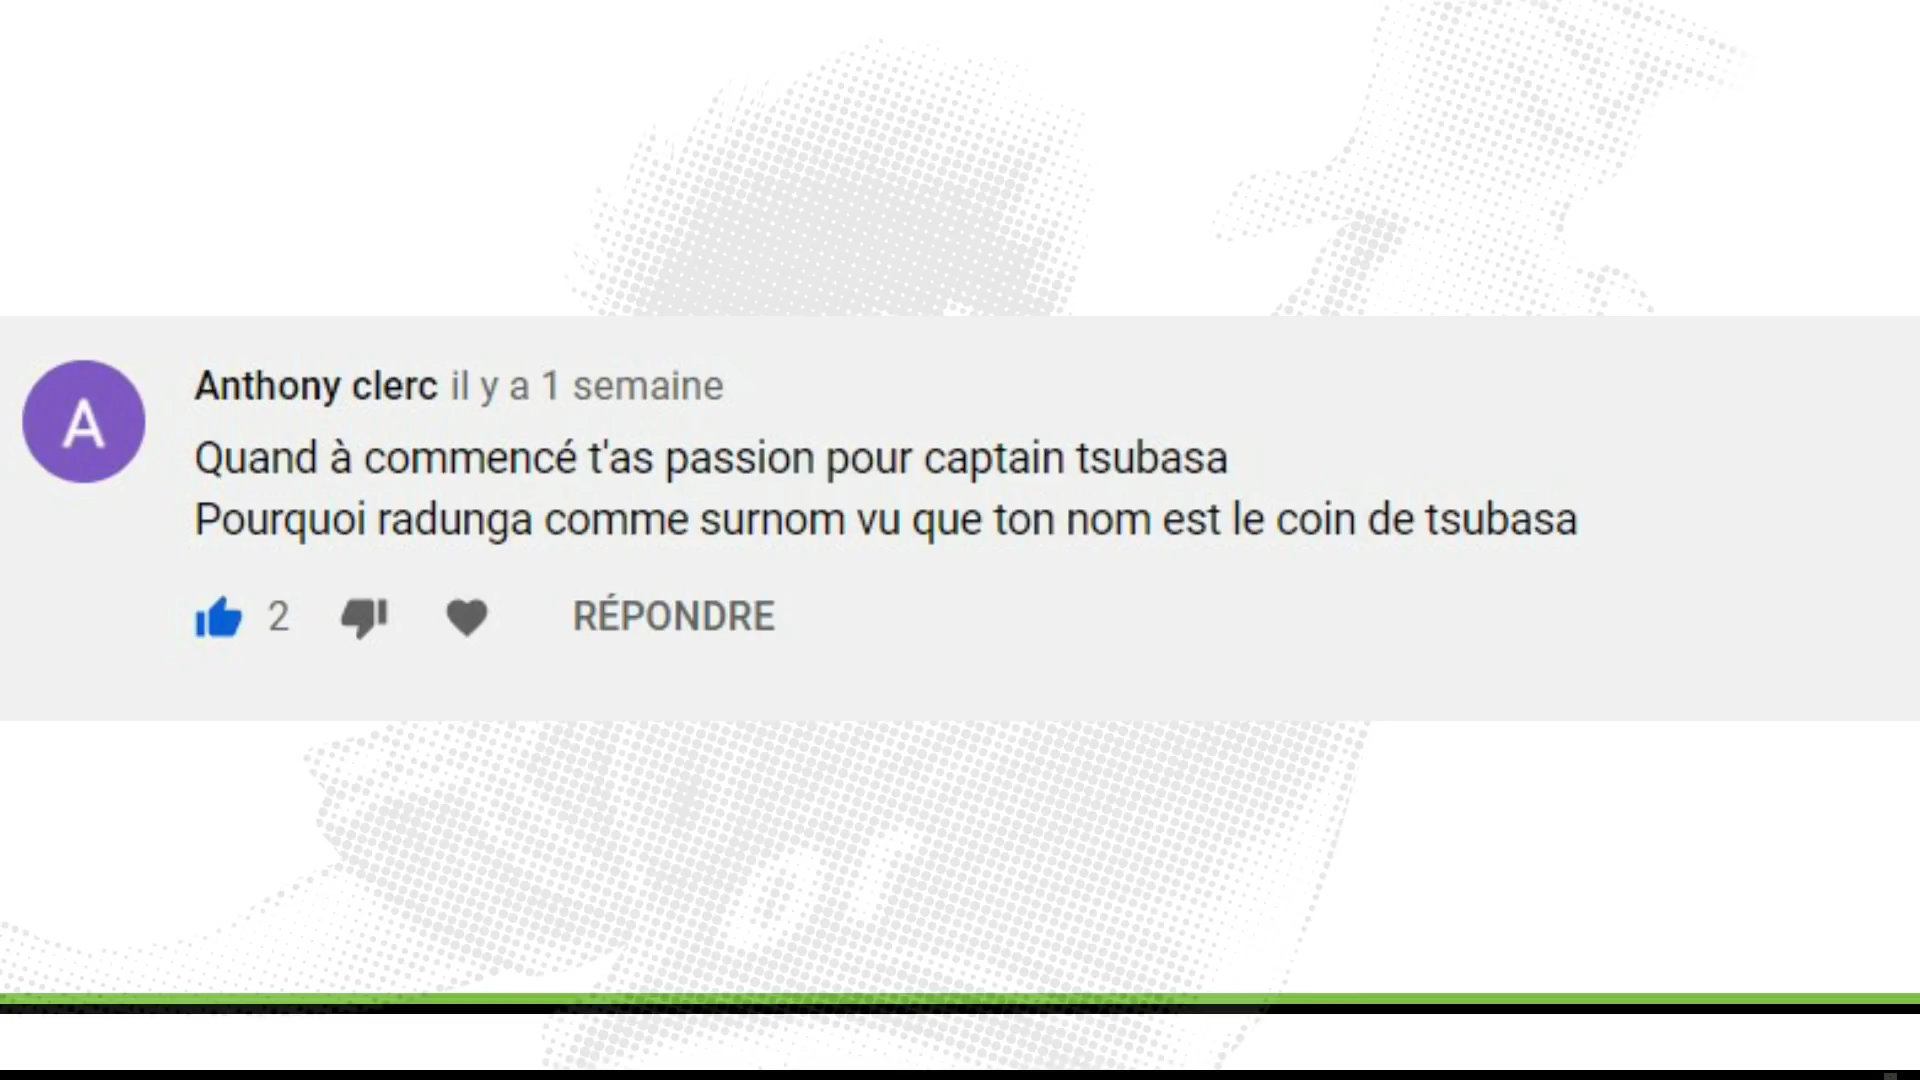 A
Anthony clerc il y a 1 semaine
Quand à commencé t'as passion pour captain tsubasa
Pourquoi radunga comme surnom vu que ton nom est le coin de tsubasa
2 RÉPONDRE